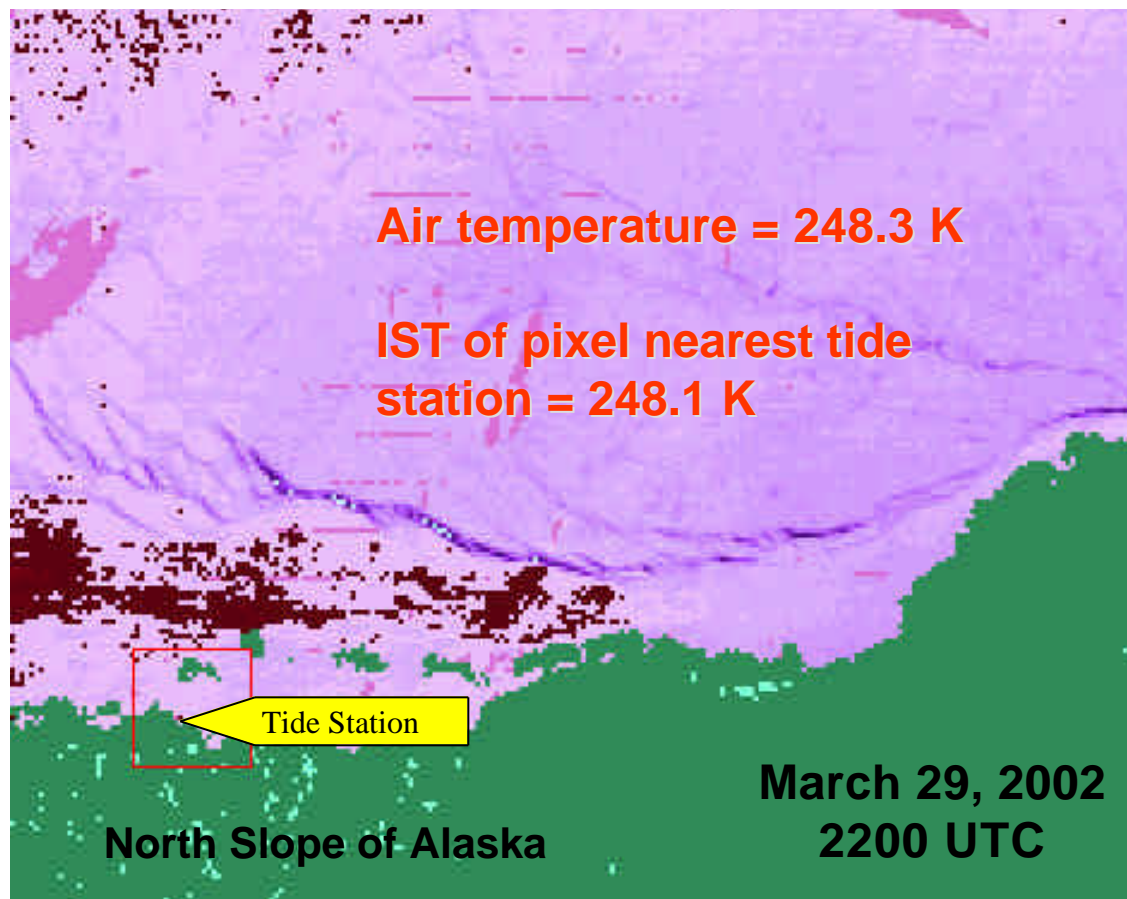 Air temperature = 248.3 K
IST of pixel nearest tide
station = 248.1 K
Tide Station
March 29, 2002
2200 UTC
North Slope of Alaska